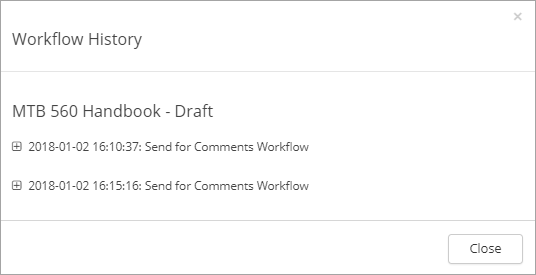 Workflow History
MTB 560 Handbook - Draft
2018-01-02 16:10:37: Send for Comments Workflow
2018-01-02 16:15:16: Send for Comments Workflow
Close